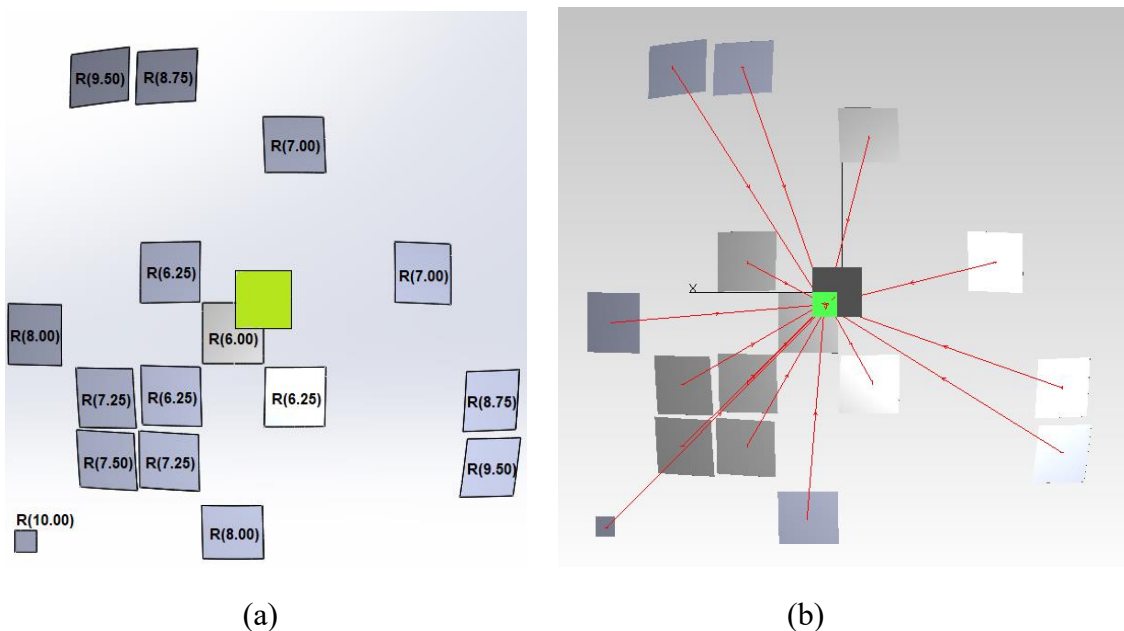 R(9.50)
R(8.75)
R(7.00)
R(6.25)
R(7.00)
R(8.00)
R(6.00)
R(7.25)
R(6.25)
R(6.25)
R(8.75)
R(7.50)
R(7.25)
R(9.50)
R(10.00)
R(8.00)
X
(a)
(b)